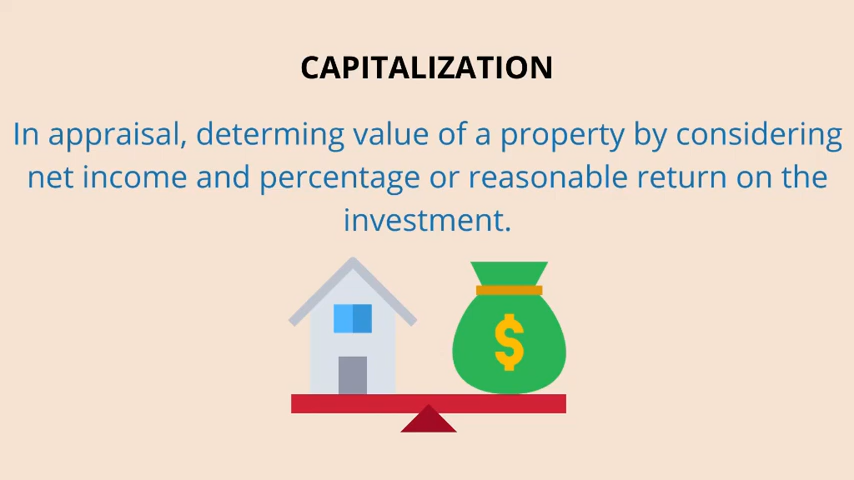 CAPITALIZATION
In appraisal, determing value of a property by considering
net income and percentage or reasonable return on the
investment.
$